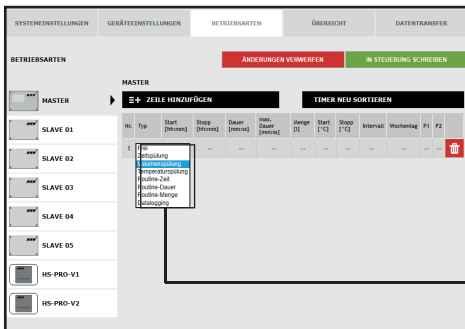 SYSTEMEINSTELLUNGEN GERÄTEEINSTELLUNGEN BETRIEBSARTEN ÜBERSICHT DATENTRANSFER
BETRIEBSARTEN
ÄNDERUNGEN VERWERFEN IN STEUERUNG SCHREIBEN
MASTER
MASTER
ZEILE HINZUFÜGEN TIMER NEU SORTIEREN
Nr. Typ Start [hh:mm] Stopp [hh:mm] Dauer [mm:ss] max. Dauer [mm:ss] Menge [l] Start [°C] Stopp [°C] Intervall Wochentag P1 P2
1 Frei -- -- -- -- -- -- -- -- -- --
Zeitspülung
Volumenspülung
Temperaturspülung
Routine-Zeit
Routine-Dauer
Routine-Menge
Datalogging
SLAVE 01
SLAVE 02
SLAVE 03
SLAVE 04
SLAVE 05
HS-PRO-V1
HS-PRO-V2